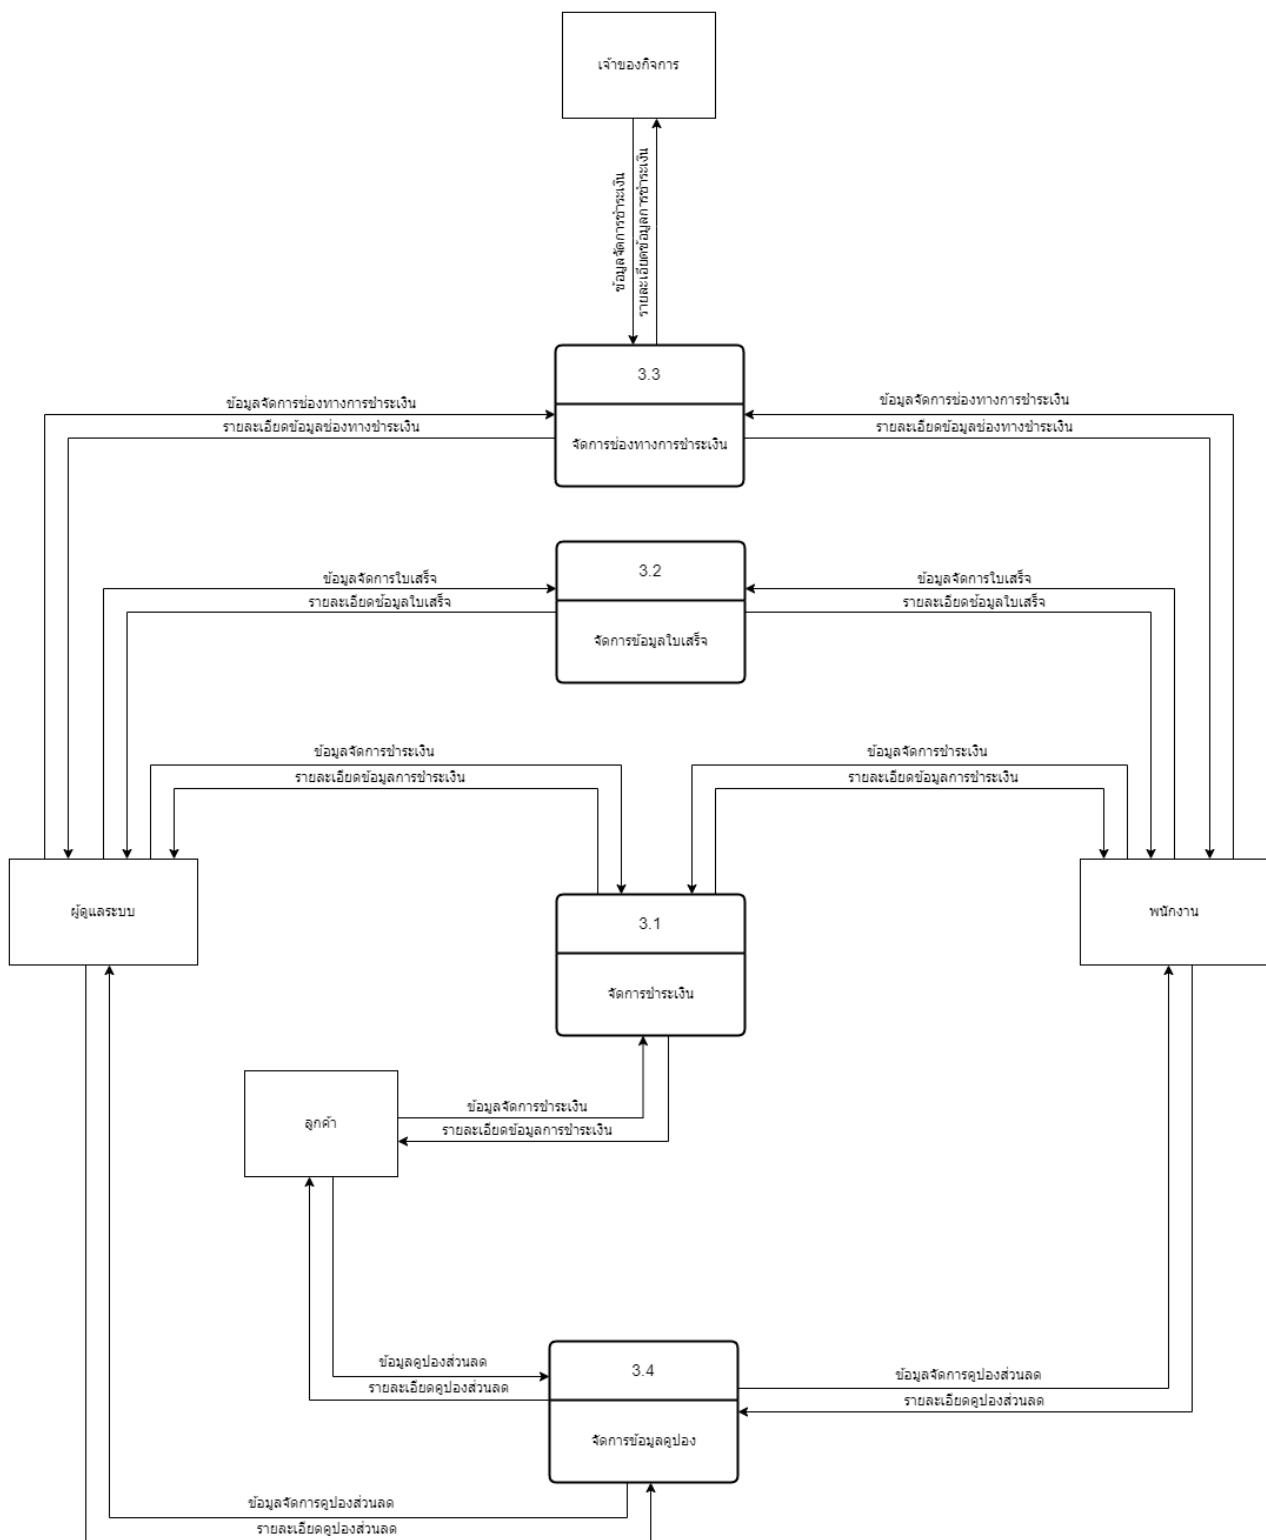 เจ้าของกิจการ
ข้อมูลจัดการชำระเงิน
รายละเอียดข้อมูลการชำระเงิน
3.3
จัดการช่องทางการชำระเงิน
ข้อมูลจัดการช่องทางการชำระเงิน
รายละเอียดข้อมูลช่องทางชำระเงิน
ข้อมูลจัดการช่องทางการชำระเงิน
รายละเอียดข้อมูลช่องทางชำระเงิน
3.2
จัดการข้อมูลใบเสร็จ
ข้อมูลจัดการใบเสร็จ
รายละเอียดข้อมูลใบเสร็จ
ข้อมูลจัดการใบเสร็จ
รายละเอียดข้อมูลใบเสร็จ
ข้อมูลจัดการชำระเงิน
รายละเอียดข้อมูลการชำระเงิน
ข้อมูลจัดการชำระเงิน
รายละเอียดข้อมูลการชำระเงิน
ผู้ดูแลระบบ
3.1
จัดการชำระเงิน
พนักงาน
ลูกค้า
ข้อมูลจัดการชำระเงิน
รายละเอียดข้อมูลการชำระเงิน
ข้อมูลคูปองส่วนลด
รายละเอียดคูปองส่วนลด
3.4
จัดการข้อมูลคูปอง
ข้อมูลจัดการคูปองส่วนลด
รายละเอียดคูปองส่วนลด
ข้อมูลจัดการคูปองส่วนลด
รายละเอียดคูปองส่วนลด